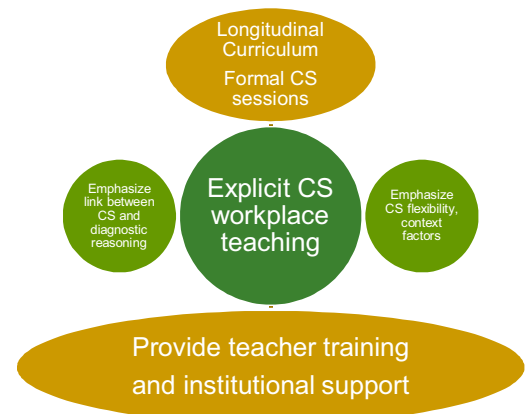 Longitudinal
Curriculum
Formal CS
sessions
Emphasize
link between
CS and
diagnostic
reasoning
Explicit CS
workplace
teaching
Emphasize
CS flexibility,
context
factors
Provide teacher training
and institutional support